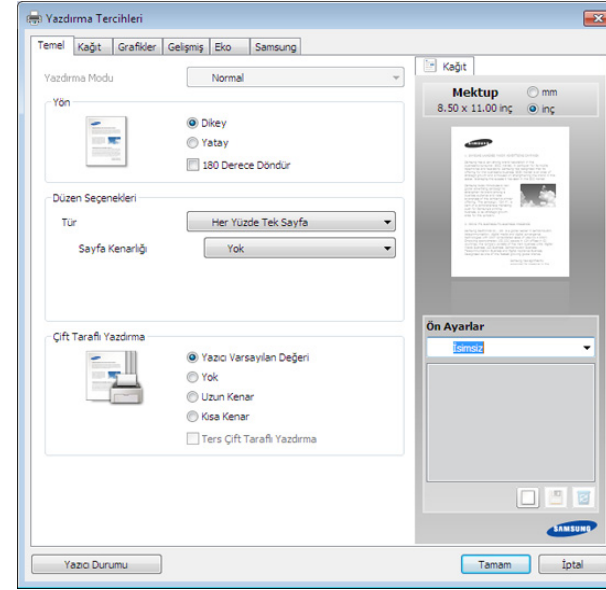 Yazdırma Tercihleri
Temel Kağıt Grafikler Gelişmiş Eko Samsung
Yazdırma Modu Normal
Yön
Dikey
Yatay
180 Derece Döndür
Düzen Seçenekleri
Tür Her Yüzde Tek Sayfa
Sayfa Kenarlığı Yok
Çift Taraflı Yazdırma
Yazıcı Varsayılan Değeri
Yok
Uzun Kenar
Kısa Kenar
Ters Çift Taraflı Yazdırma
Kağıt
Mektup mm
8.50 x 11.00 inç inç
Ön Ayarlar
İsimsiz
SAMSUNG
Yazıcı Durumu Tamam İptal